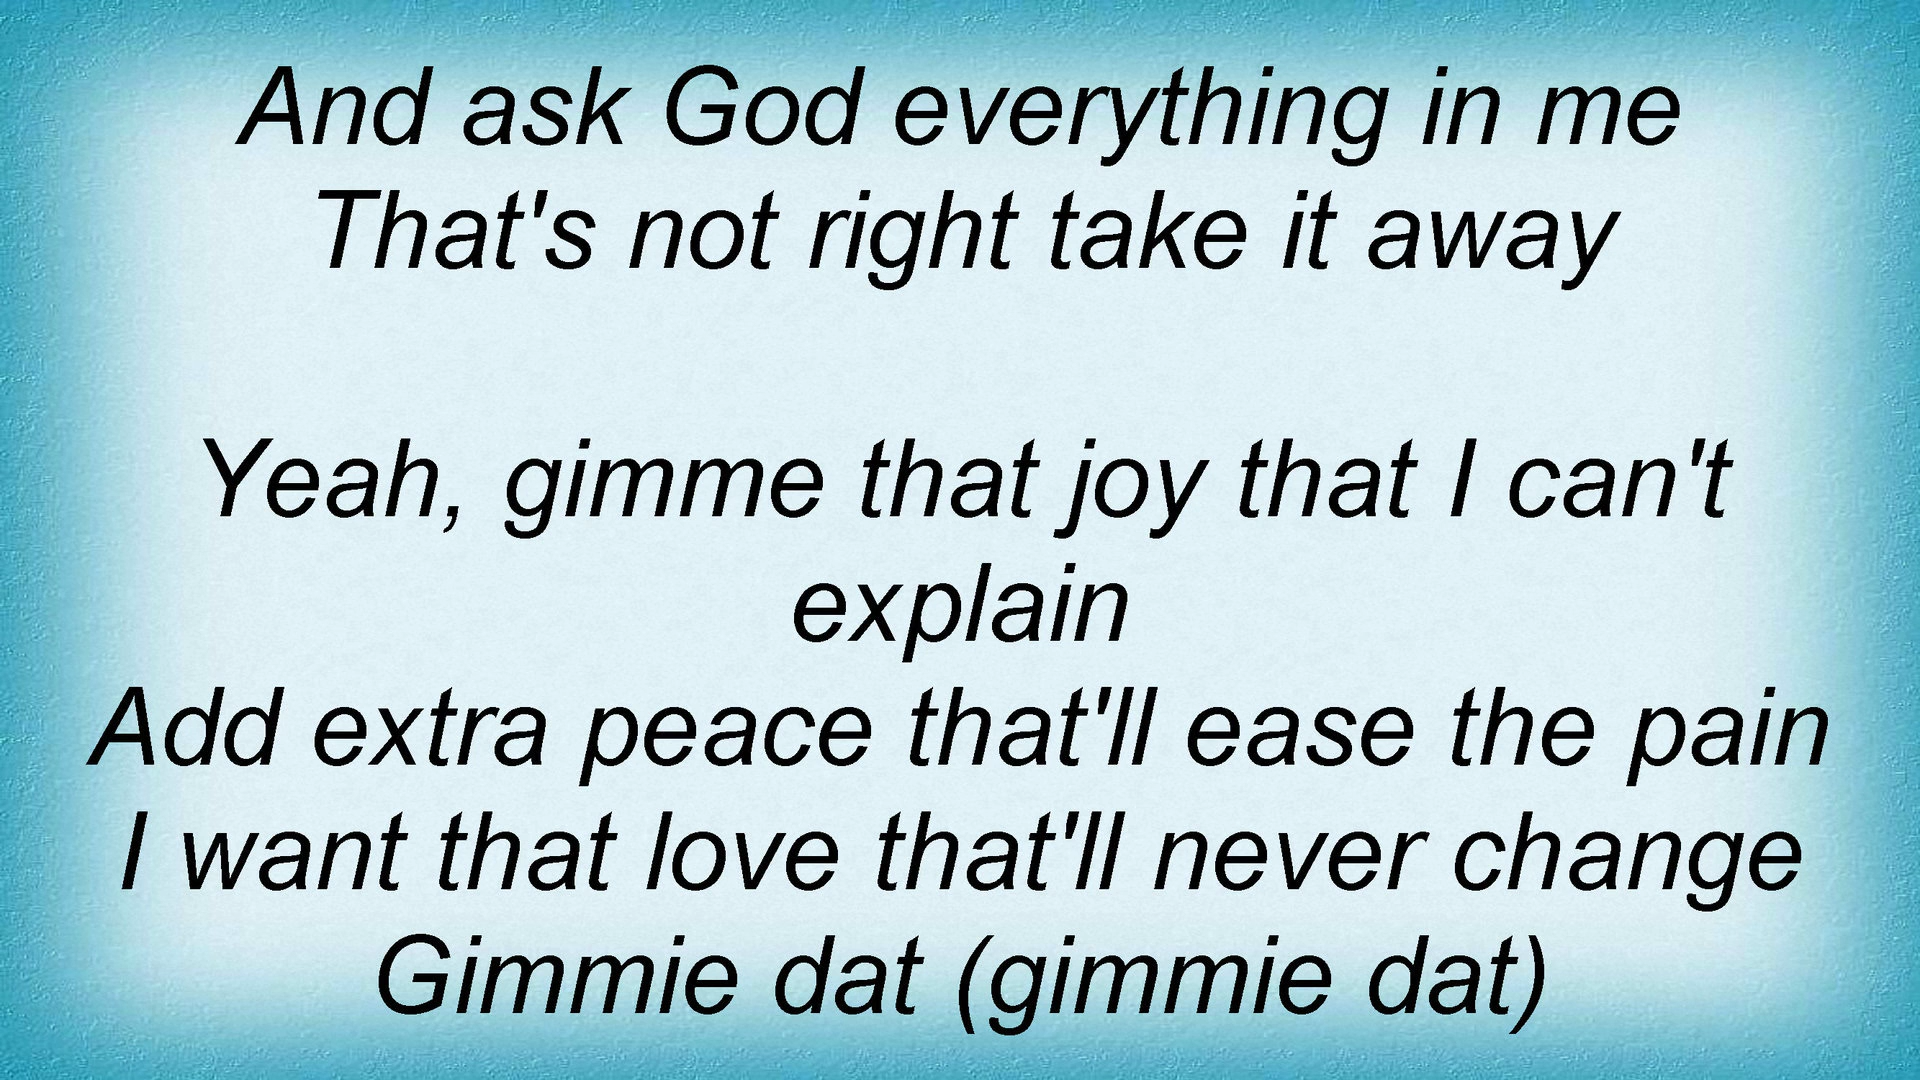 And ask God everything in me
That's not right take it away
Yeah, gimme that joy that I can't
explain
Add extra peace that'll ease the pain
I want that love that'll never change
Gimmie dat (gimmie dat)